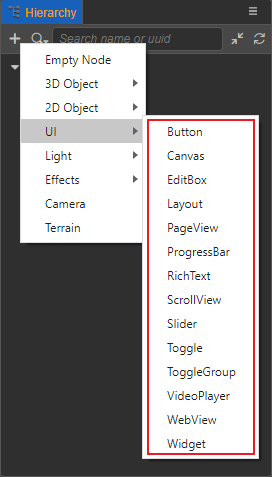 Hierarchy
Search name or uuid
Empty Node
3D Object
2D Object
UI
Light
Effects
Camera
Terrain
Button
Canvas
EditBox
Layout
PageView
ProgressBar
RichText
ScrollView
Slider
Toggle
ToggleGroup
VideoPlayer
WebView
Widget